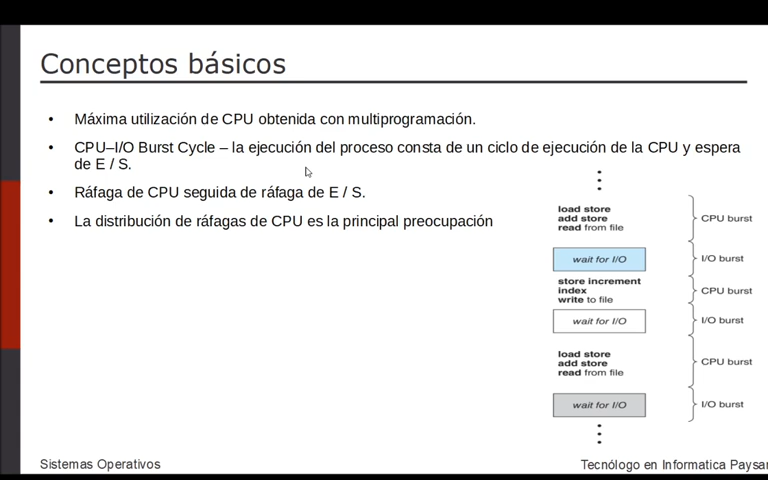 Conceptos básicos
• Máxima utilización de CPU obtenida con multiprogramación.
• CPU–I/O Burst Cycle – la ejecución del proceso consta de un ciclo de ejecución de la CPU y espera
de E / S.
• Ráfaga de CPU seguida de ráfaga de E / S.
• La distribución de ráfagas de CPU es la principal preocupación
load store
add store
read from file
CPU burst
wait for I/O
I/O burst
store increment
index
write to file
CPU burst
wait for I/O
I/O burst
load store
add store
read from file
CPU burst
wait for I/O
I/O burst
Sistemas Operativos
Tecnólogo en Informatica Paysan